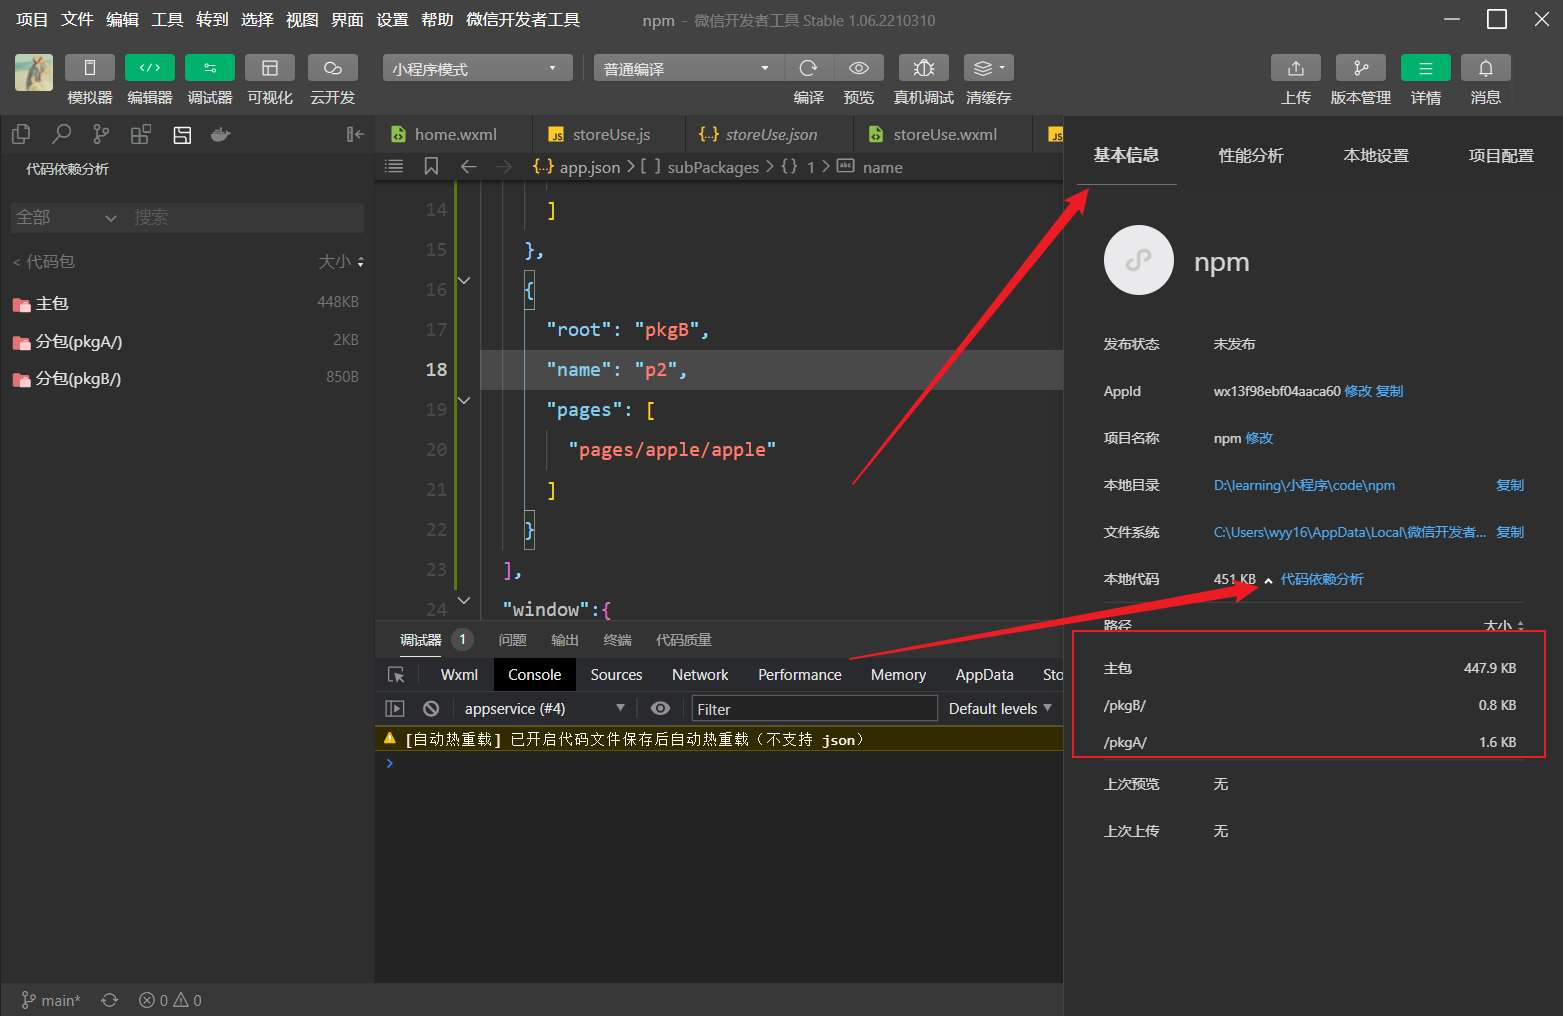 项目 文件 编辑 工具 转到 选择 视图 界面 设置 帮助 微信开发者工具 npm - 微信开发者工具 Stable 1.06.2210310
小程序模式 普通编译
模拟器 编辑器 调试器 可视化 云开发 编译 预览 真机调试 清缓存 上传 版本管理 详情 消息
代码依赖分析
全部 搜索
< 代码包 大小
主包 448KB
分包(pkgA/) 2KB
分包(pkgB/) 850B
home.wxml JS storeUse.js {..} storeUse.json storeUse.wxml JS
{..} app.json > [ ] subPackages > { } 1 > abc name
14 ]
15 },
16 {
17 "root": "pkgB",
18 "name": "p2",
19 "pages": [
20 "pages/apple/apple"
21 ]
22 }
23 ],
24 "window":{
调试器 1 问题 输出 终端 代码质量
Wxml Console Sources Network Performance Memory AppData Sto
appservice (#4) Filter Default levels
[自动热重载] 已开启代码文件保存后自动热重载（不支持 json）
>
基本信息 性能分析 本地设置 项目配置
npm
发布状态 未发布
AppId wx13f98ebf04aaca60 修改 复制
项目名称 npm 修改
本地目录 D:\learning\小程序\code\npm 复制
文件系统 C:\Users\wyy16\AppData\Local\微信开发者... 复制
本地代码 451 KB 代码依赖分析
路径 大小
主包 447.9 KB
/pkgB/ 0.8 KB
/pkgA/ 1.6 KB
上次预览 无
上次上传 无
main* 0 0